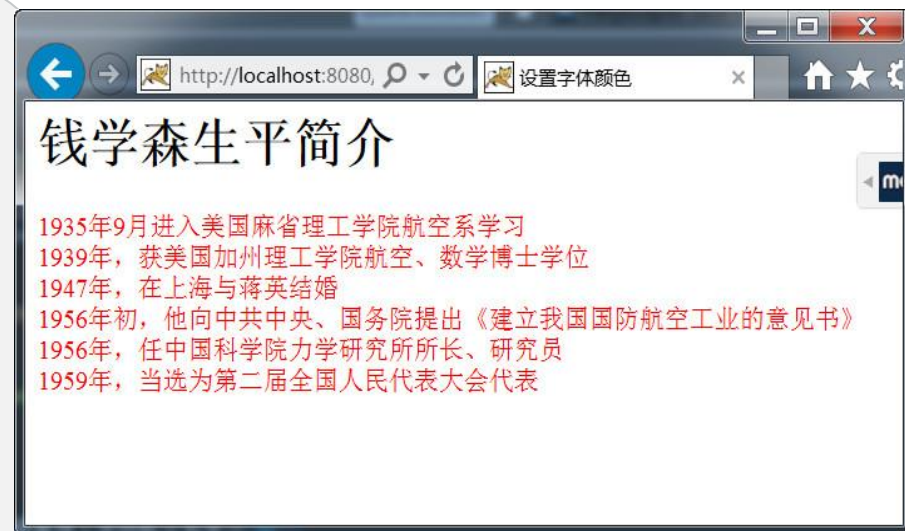 http://localhost:8080,
设置字体颜色
钱学森生平简介
1935年9月进入美国麻省理工学院航空系学习
1939年，获美国加州理工学院航空、数学博士学位
1947年，在上海与蒋英结婚
1956年初，他向中共中央、国务院提出《建立我国国防航空工业的意见书》
1956年，任中国科学院力学研究所所长、研究员
1959年，当选为第二届全国人民代表大会代表